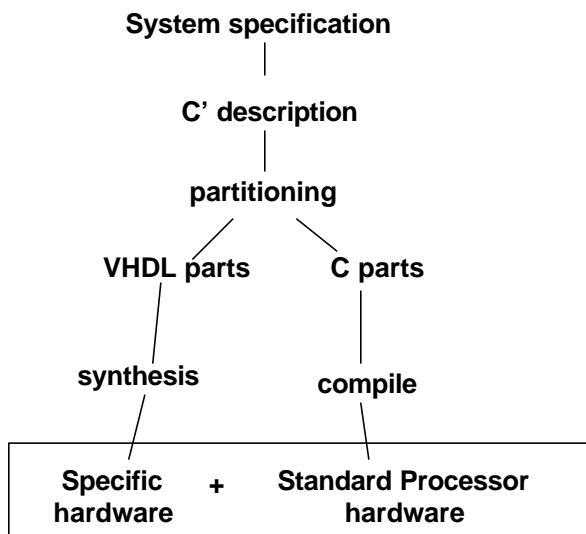 System specification
C’ description
partitioning
VHDL parts
C parts
synthesis
compile
Specific
hardware
+
Standard Processor
hardware